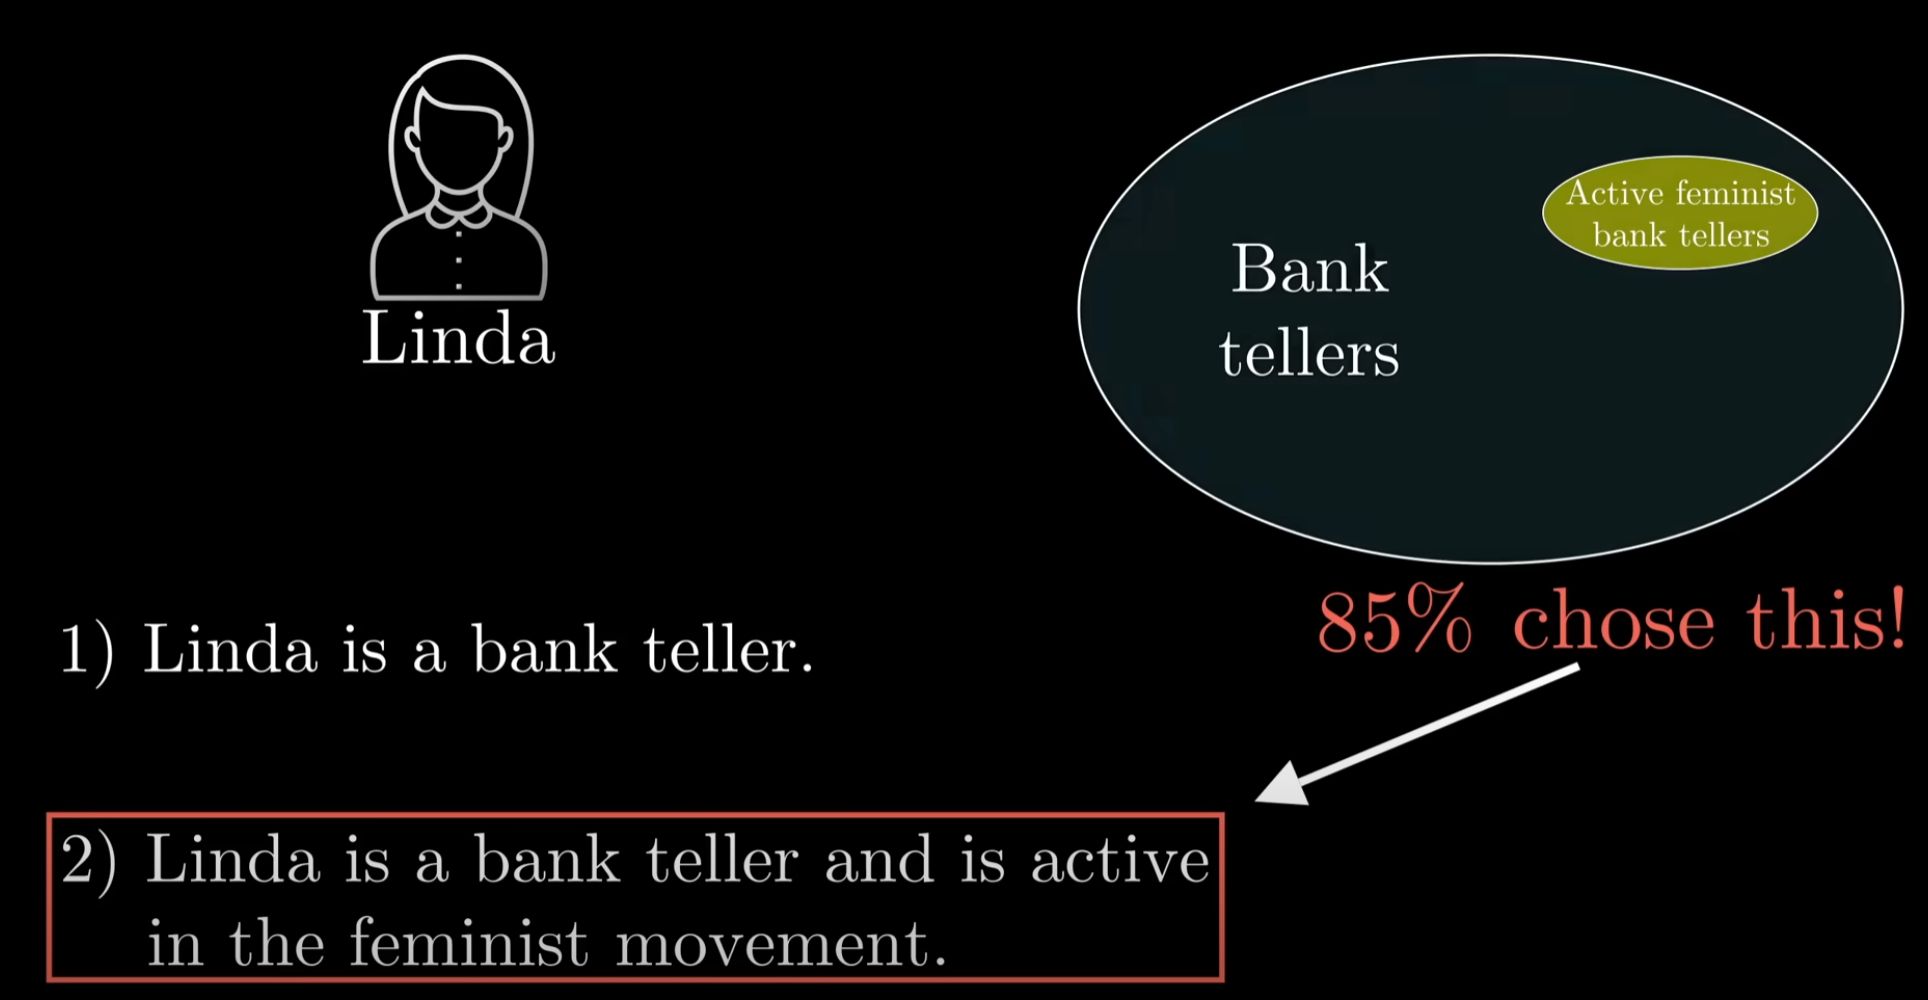 Linda
Bank
tellers
Active feminist
bank tellers
85% chose this!
1) Linda is a bank teller.
2) Linda is a bank teller and is active
in the feminist movement.